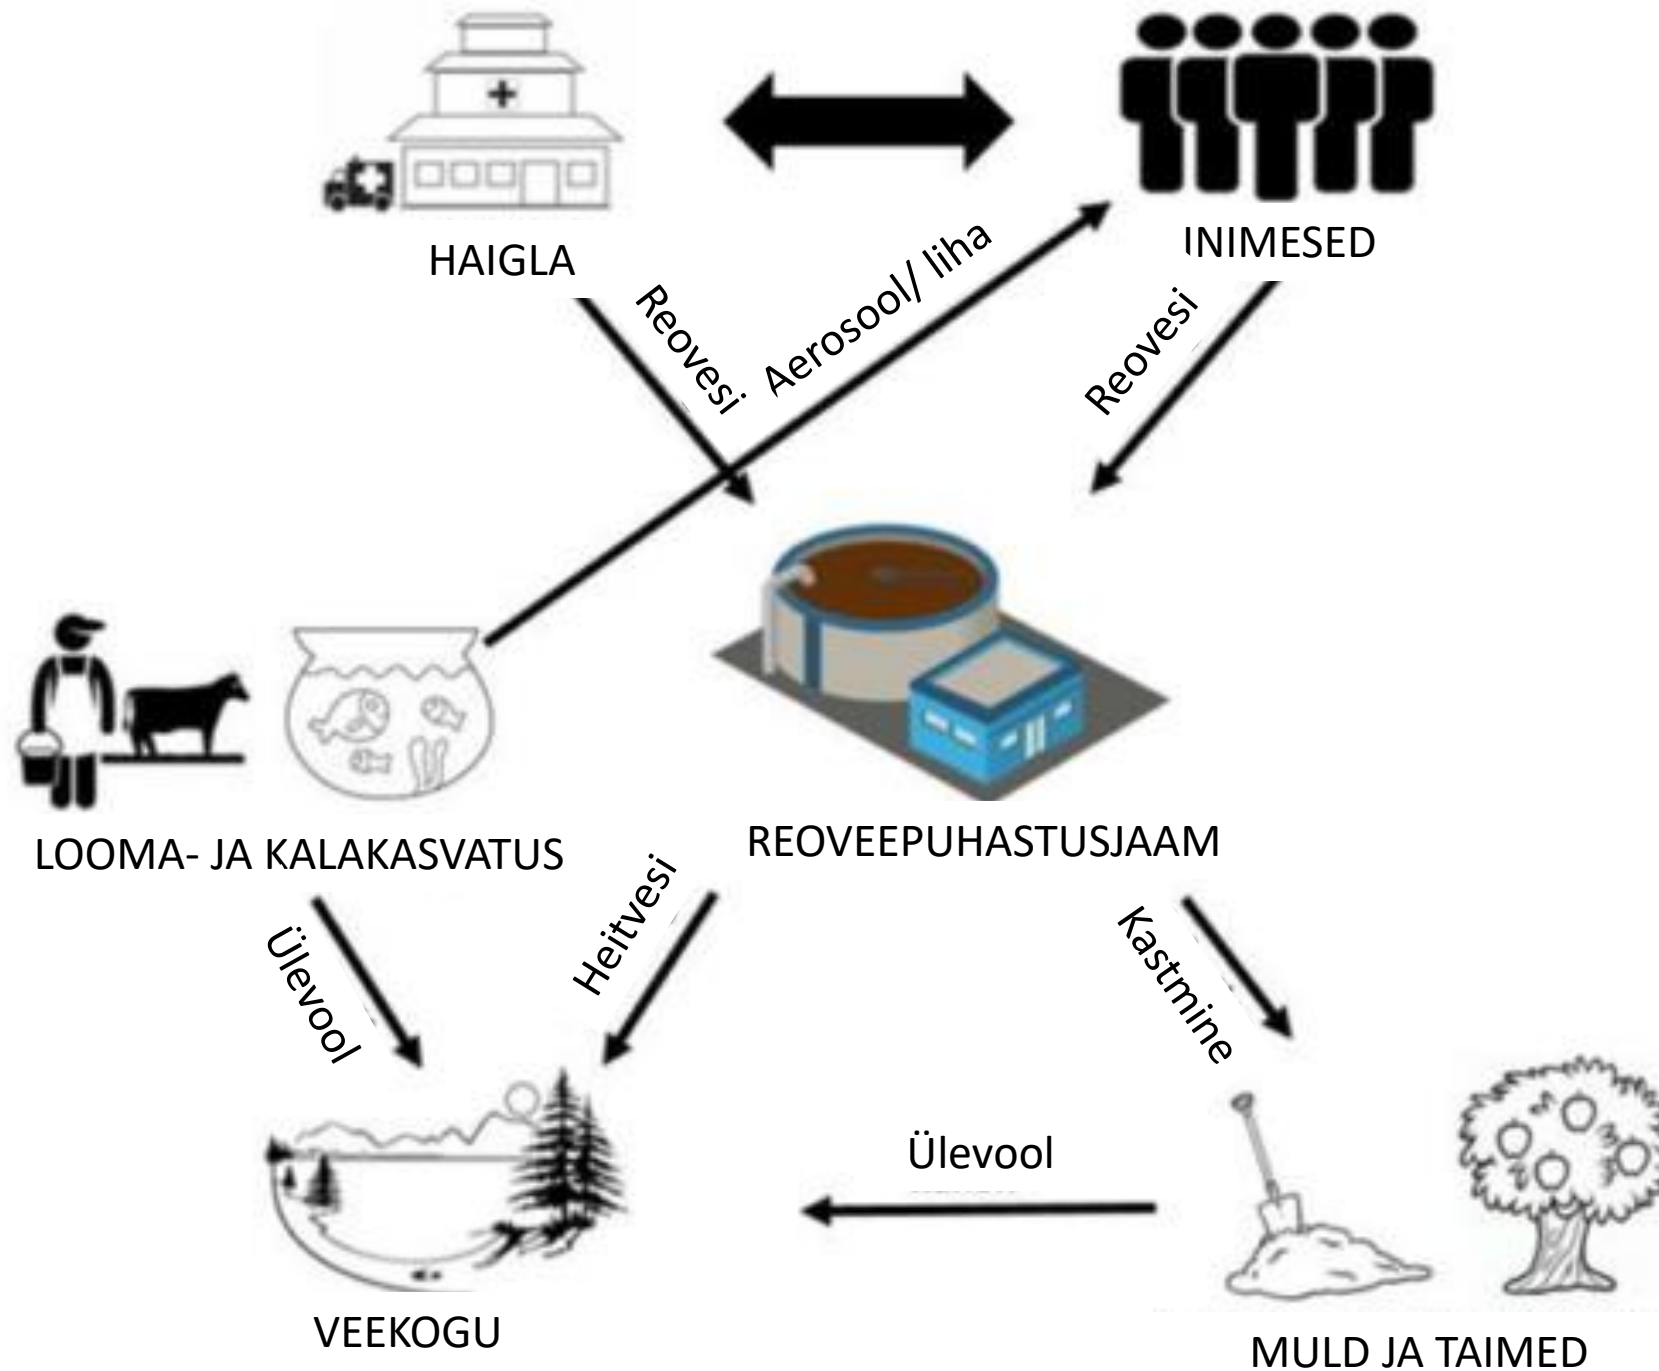 HAIGLA
INIMESED
Reovesi
Aerosool/ liha
Reovesi
LOOMA- JA KALAKASVATUS
REOVEEPUHASTUSJAAM
Ülevool
Heitvesi
Kastmine
Ülevool
VEEKOGU
MULD JA TAIMED